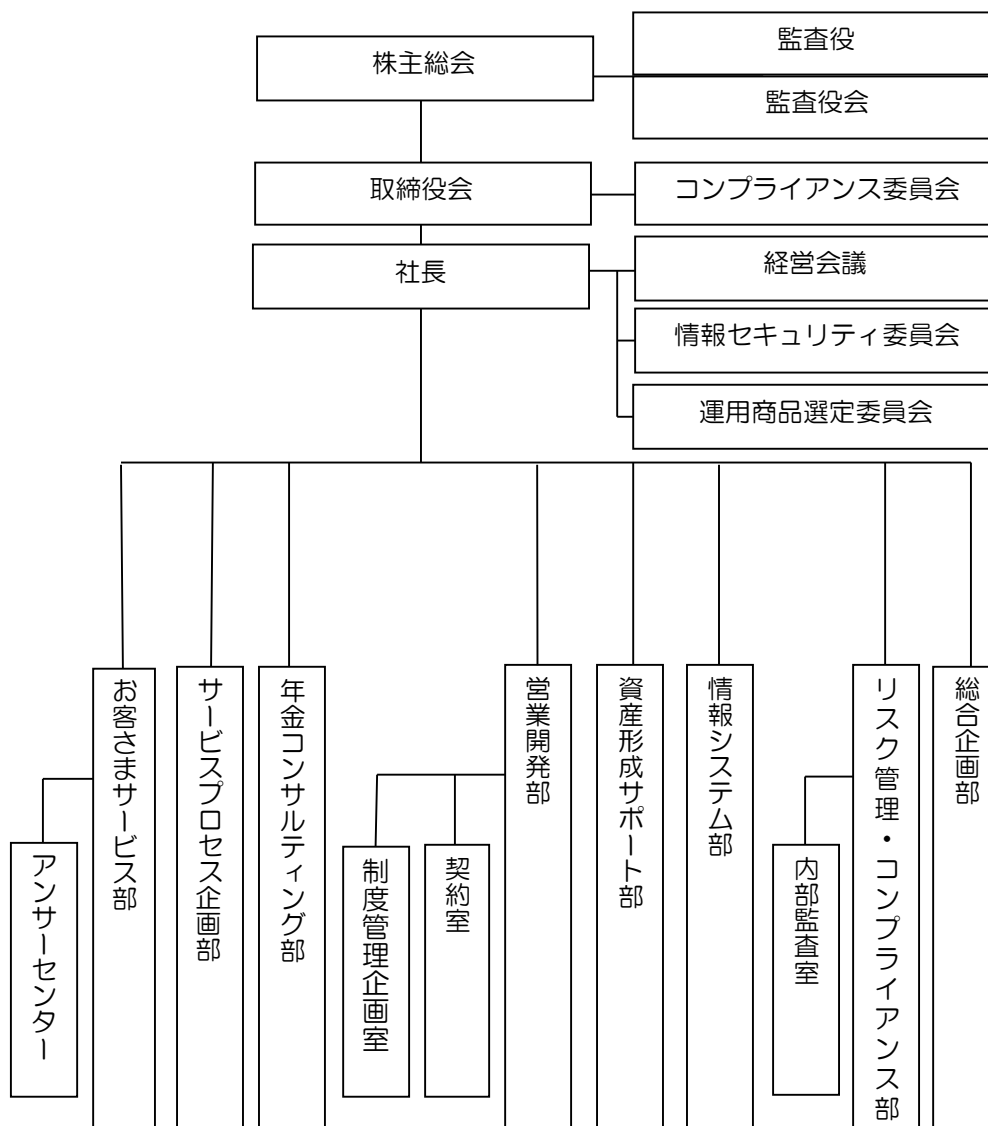 株主総会
監査役
監査役会
取締役会
コンプライアンス委員会
社長
経営会議
情報セキュリティ委員会
運用商品選定委員会
お客さまサービス部
アンサーセンター
サービスプロセス企画部
年金コンサルティング部
営業開発部
制度管理企画室
契約室
資産形成サポート部
情報システム部
リスク管理・コンプライアンス部
内部監査室
総合企画部